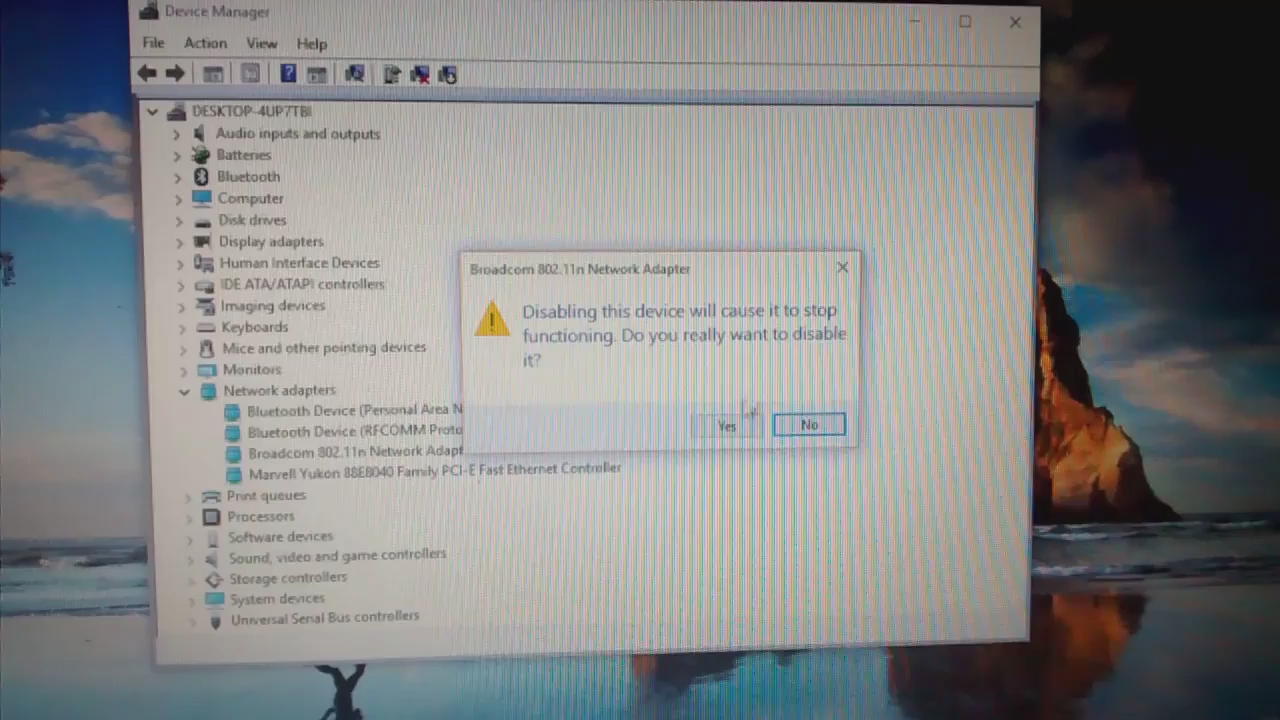 Device Manager
File Action View Help
DESKTOP-4UP7TBI
Audio inputs and outputs
Batteries
Bluetooth
Computer
Disk drives
Display adapters
Human Interface Devices
IDE ATA/ATAPI controllers
Imaging devices
Keyboards
Mice and other pointing devices
Monitors
Network adapters
Bluetooth Device (Personal Area N
Bluetooth Device (RFCOMM Proto
Broadcom 802.11n Network Adapt
Marvell Yukon 88E8040 Family PCI-E Fast Ethernet Controller
Print queues
Processors
Software devices
Sound, video and game controllers
Storage controllers
System devices
Universal Serial Bus controllers
Broadcom 802.11n Network Adapter
Disabling this device will cause it to stop
functioning. Do you really want to disable
it?
Yes No